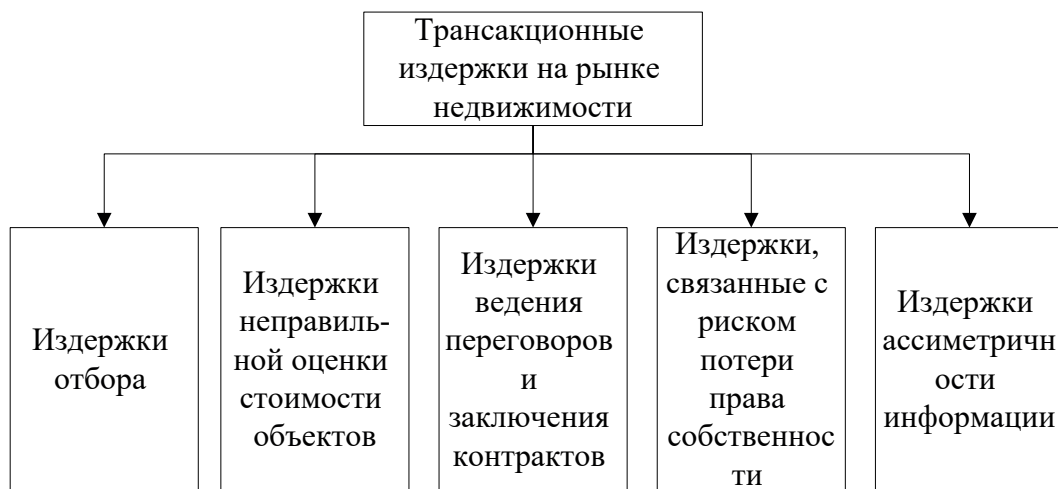 Трансакционные
издержки на рынке
недвижимости
Издержки
отбора
Издержки
неправиль-
ной оценки
стоимости
объектов
Издержки
ведения
переговоров
и
заключения
контрактов
Издержки,
связанные с
риском
потери
права
собственнос
ти
Издержки
ассиметричн
ости
информации